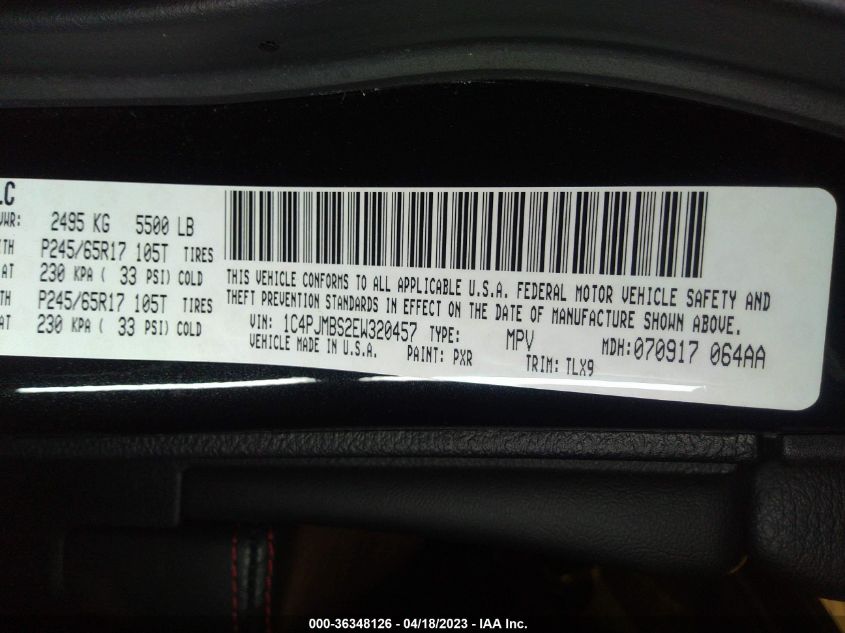 LC
VWR: 2495 KG 5500 LB
TH P245/65R17 105T TIRES
AT 230 KPA ( 33 PSI) COLD
TH P245/65R17 105T TIRES
AT 230 KPA ( 33 PSI) COLD
THIS VEHICLE CONFORMS TO ALL APPLICABLE U.S.A. FEDERAL MOTOR VEHICLE SAFETY AND
THEFT PREVENTION STANDARDS IN EFFECT ON THE DATE OF MANUFACTURE SHOWN ABOVE.
VIN: 1C4PJMBS2EW320457 TYPE: MPV MDH:070917 064AA
VEHICLE MADE IN U.S.A. PAINT: PXR TRIM: TLX9
000-36348126 - 04/18/2023 - IAA Inc.